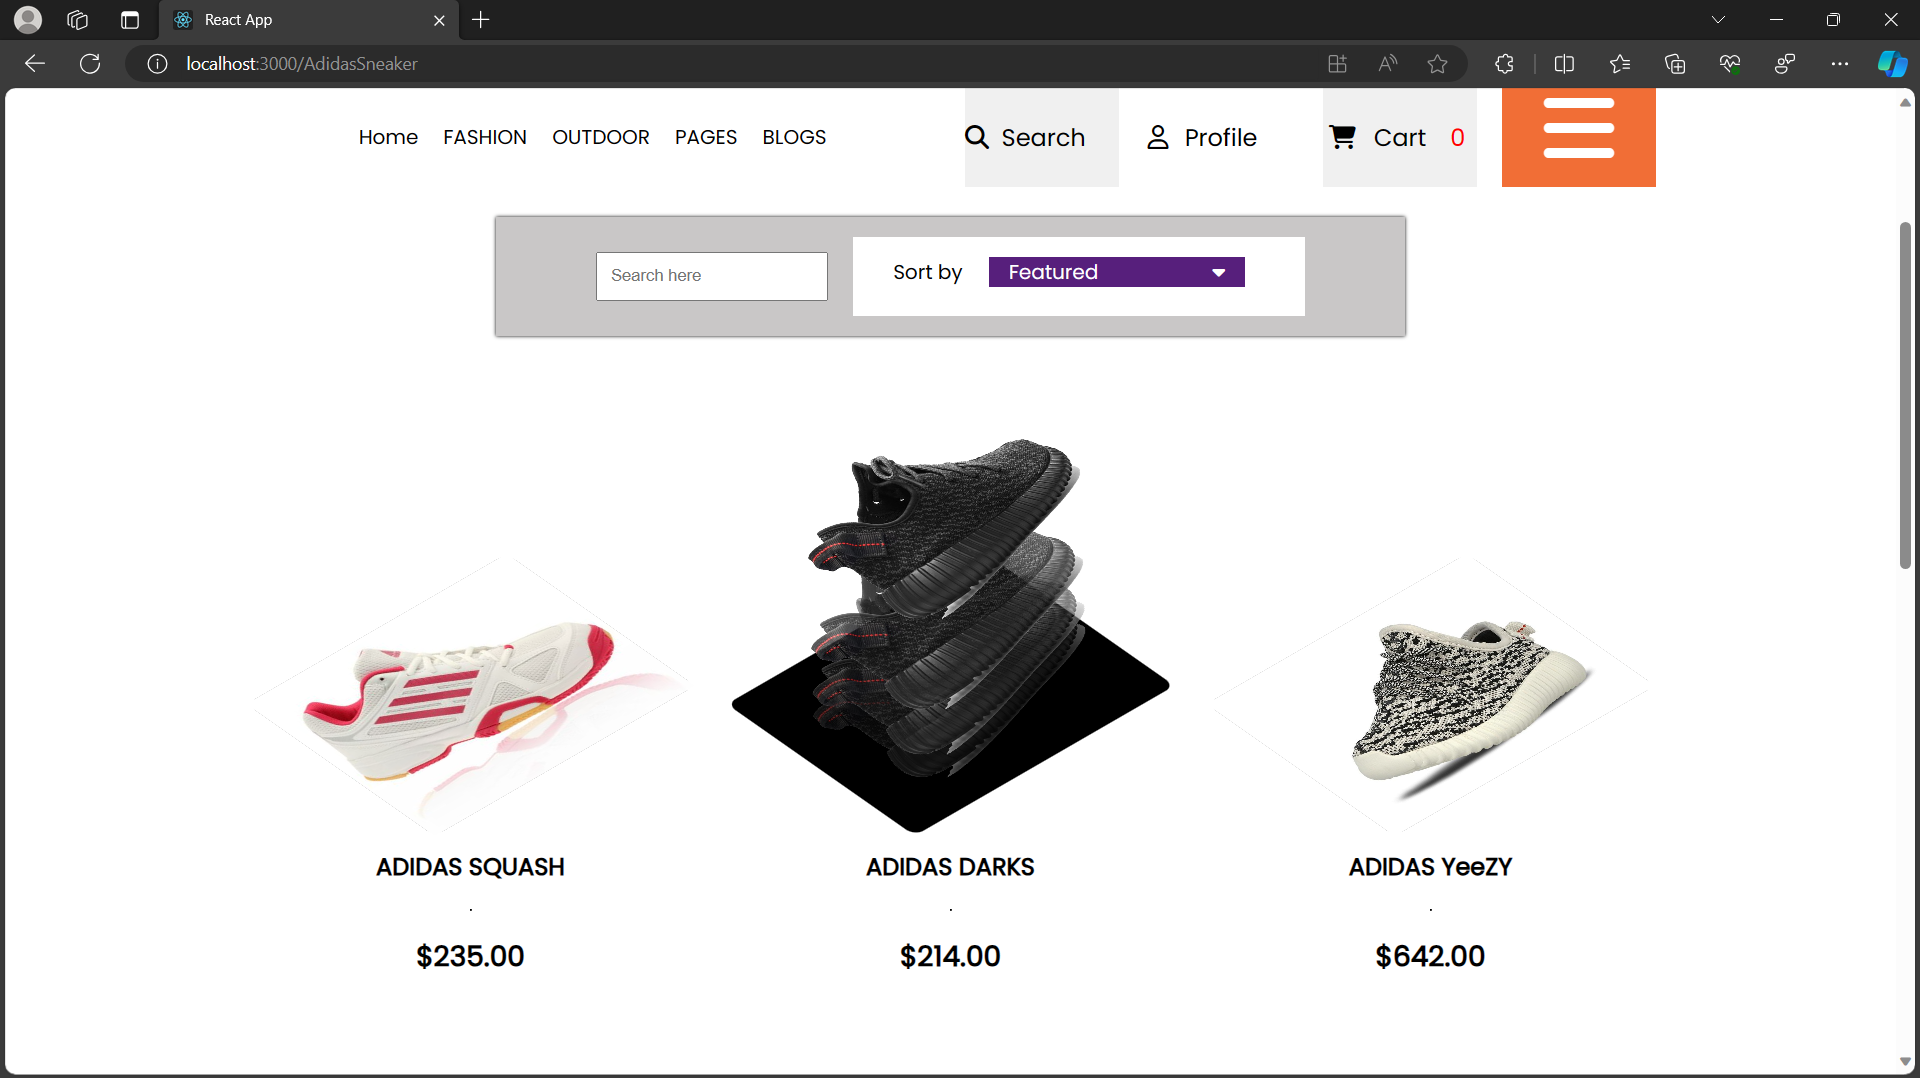 React App
localhost:3000/AdidasSneaker
Home FASHION OUTDOOR PAGES BLOGS Search Profile Cart 0
Search here Sort by Featured
ADIDAS SQUASH ADIDAS DARKS ADIDAS YeeZY
. . .
$235.00 $214.00 $642.00